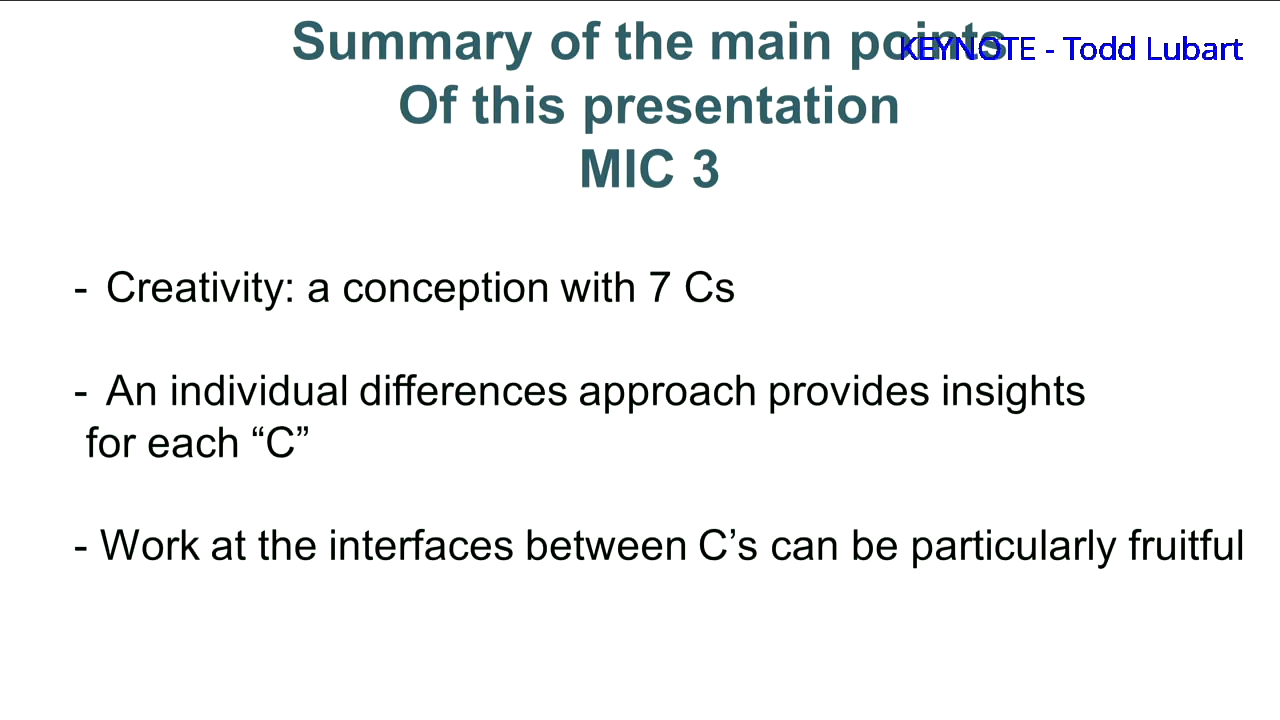 Summary of the main points
KEYNOTE - Todd Lubart
Of this presentation
MIC 3
- Creativity: a conception with 7 Cs
- An individual differences approach provides insights
for each “C”
- Work at the interfaces between C’s can be particularly fruitful